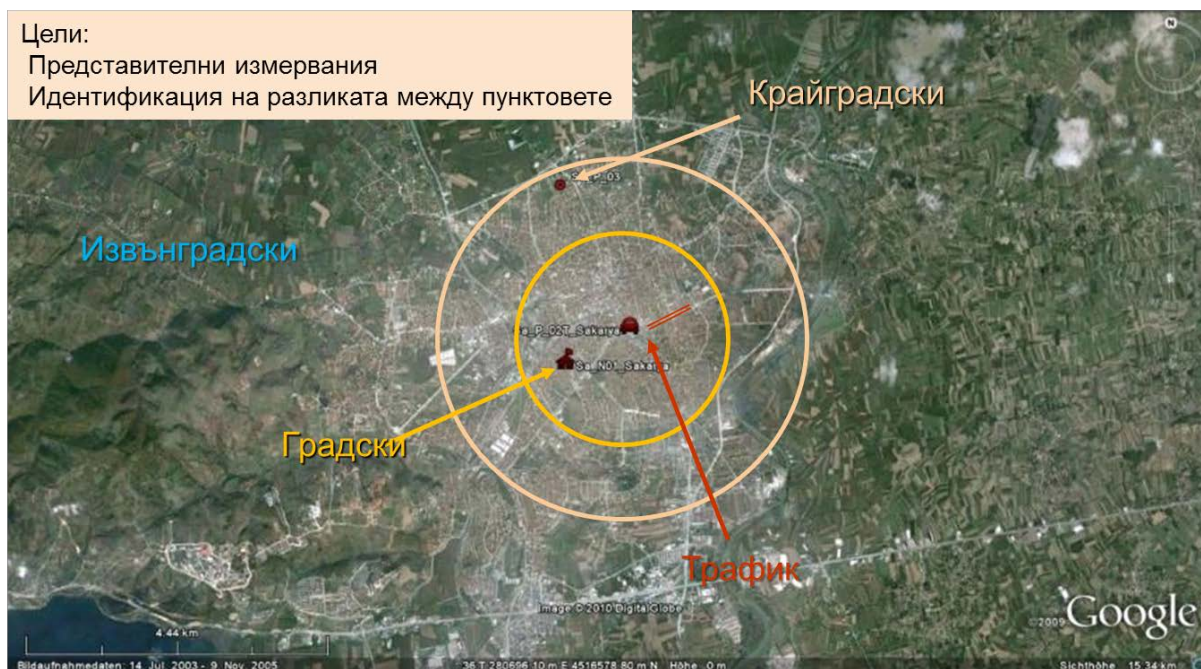 Цели:
Представителни измервания
Идентификация на разликата между пунктовете
Крайградски
P_03
Извънградски
a_P_02T_Sakarya
Sa_N01_Sakarya
Градски
Трафик
Image © 2010 DigitalGlobe
©2009 Google
4.44 km
Bildaufnahmedaten: 14. Jul. 2003 - 9. Nov. 2005
36 T 280696.10 m E 4516578.80 m N Höhe 0 m
Sichthöhe 15.34 km
N